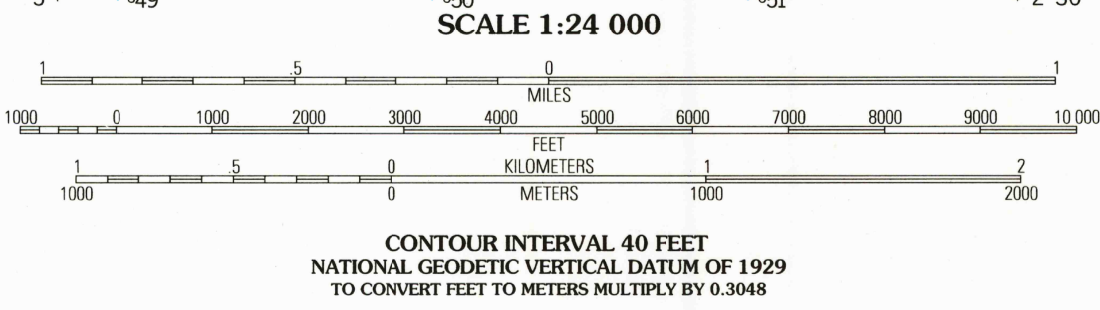 SCALE 1:24 000
1 .5 0 1
MILES
1000 0 1000 2000 3000 4000 5000 6000 7000 8000 9000 10 000
FEET
1 .5 0 KILOMETERS 1 2
1000 0 METERS 1000 2000
CONTOUR INTERVAL 40 FEET
NATIONAL GEODETIC VERTICAL DATUM OF 1929
TO CONVERT FEET TO METERS MULTIPLY BY 0.3048